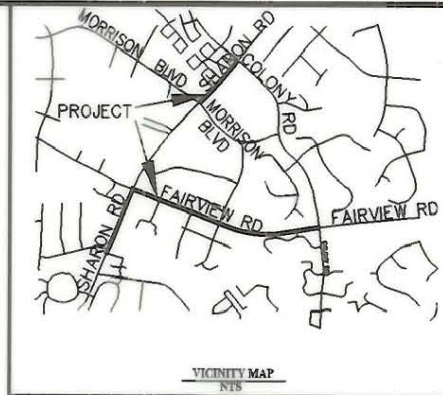 MORRISON BLVD
SHARON RD
COLONY RD
PROJECT
MORRISON BLVD
FAIRVIEW RD
FAIRVIEW RD
SHARON RD
VICINITY MAP
NTS